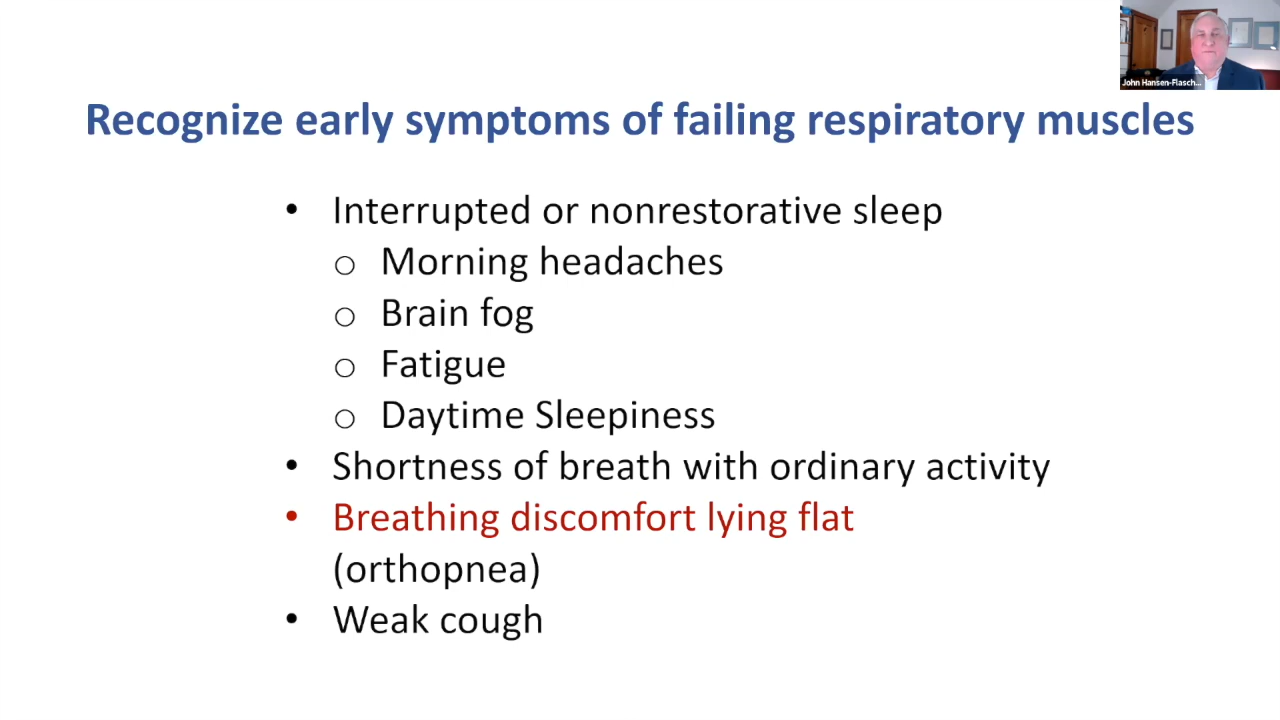 John Hansen-Flasch...
Recognize early symptoms of failing respiratory muscles
• Interrupted or nonrestorative sleep
o Morning headaches
o Brain fog
o Fatigue
o Daytime Sleepiness
• Shortness of breath with ordinary activity
• Breathing discomfort lying flat
(orthopnea)
• Weak cough